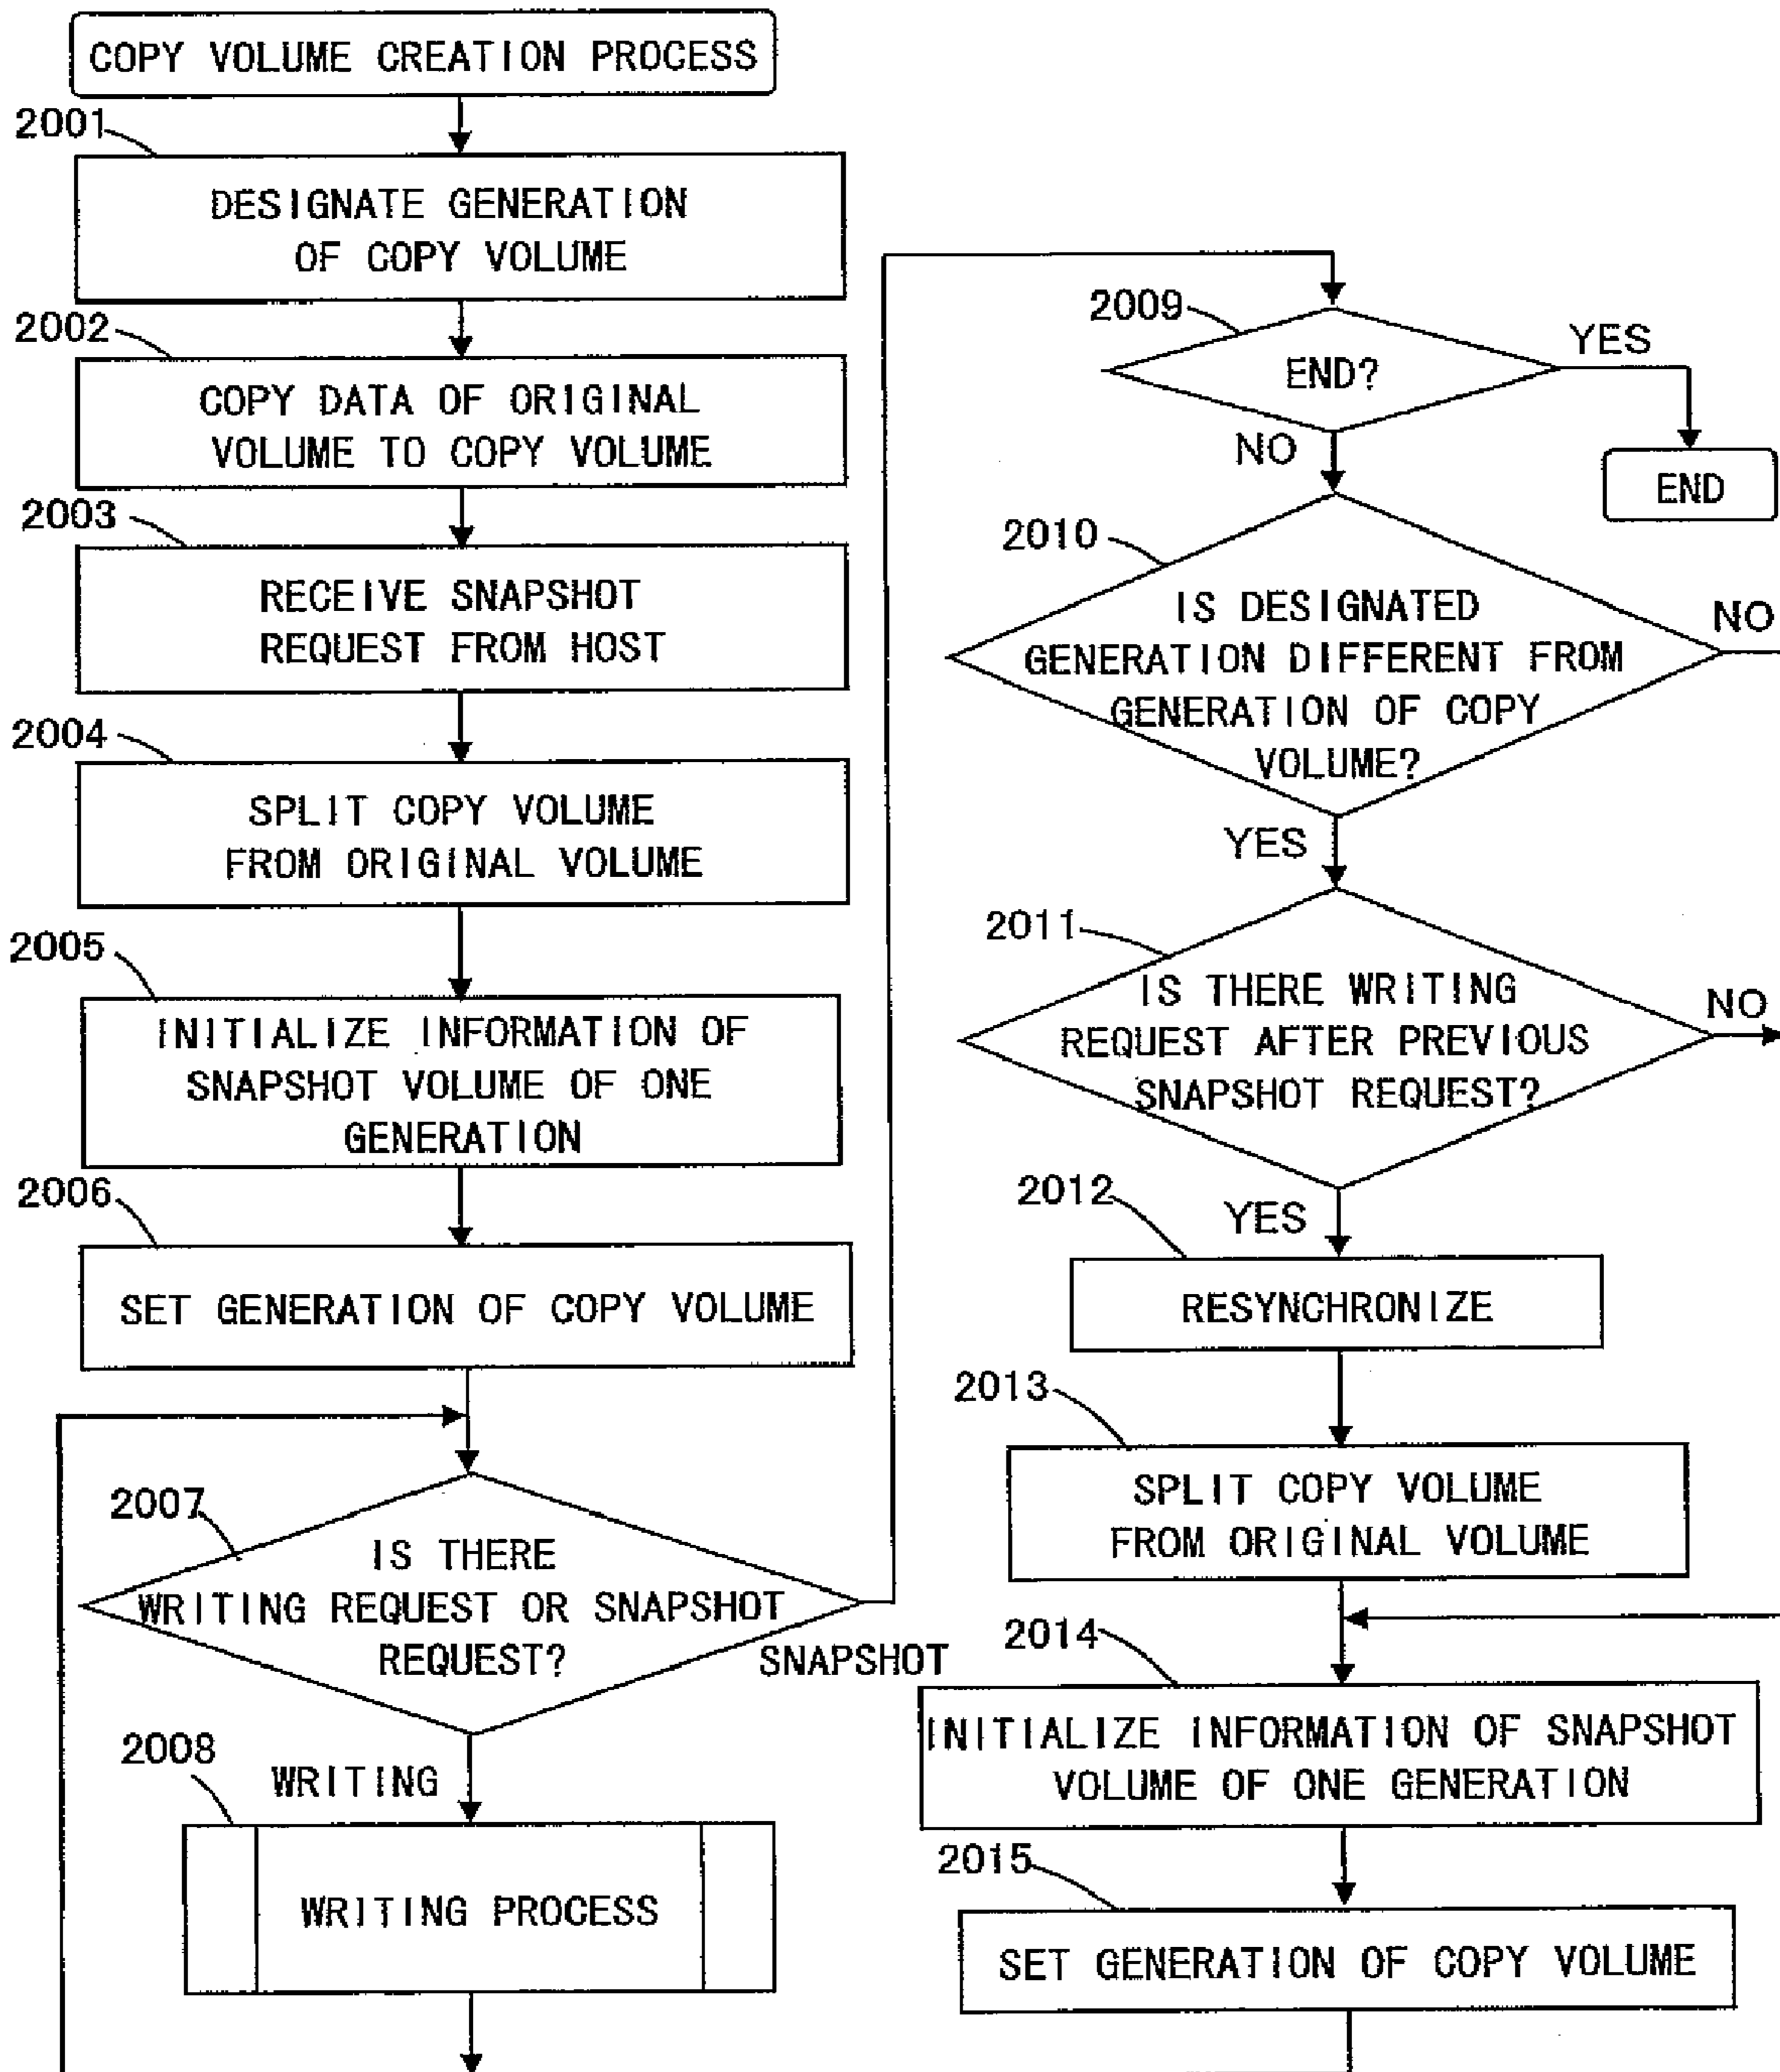 COPY VOLUME CREATION PROCESS
2001
DESIGNATE GENERATION
OF COPY VOLUME
2002
COPY DATA OF ORIGINAL
VOLUME TO COPY VOLUME
2003
RECEIVE SNAPSHOT
REQUEST FROM HOST
2004
SPLIT COPY VOLUME
FROM ORIGINAL VOLUME
2005
INITIALIZE INFORMATION OF
SNAPSHOT VOLUME OF ONE
GENERATION
2006
SET GENERATION OF COPY VOLUME
2007
IS THERE
WRITING REQUEST OR SNAPSHOT
REQUEST?
SNAPSHOT
WRITING
2008
WRITING PROCESS
2009
END?
YES
END
NO
2010
IS DESIGNATED
GENERATION DIFFERENT FROM
GENERATION OF COPY
VOLUME?
NO
YES
2011
IS THERE WRITING
REQUEST AFTER PREVIOUS
SNAPSHOT REQUEST?
NO
YES
2012
RESYNCHRONIZE
2013
SPLIT COPY VOLUME
FROM ORIGINAL VOLUME
2014
INITIALIZE INFORMATION OF SNAPSHOT
VOLUME OF ONE GENERATION
2015
SET GENERATION OF COPY VOLUME